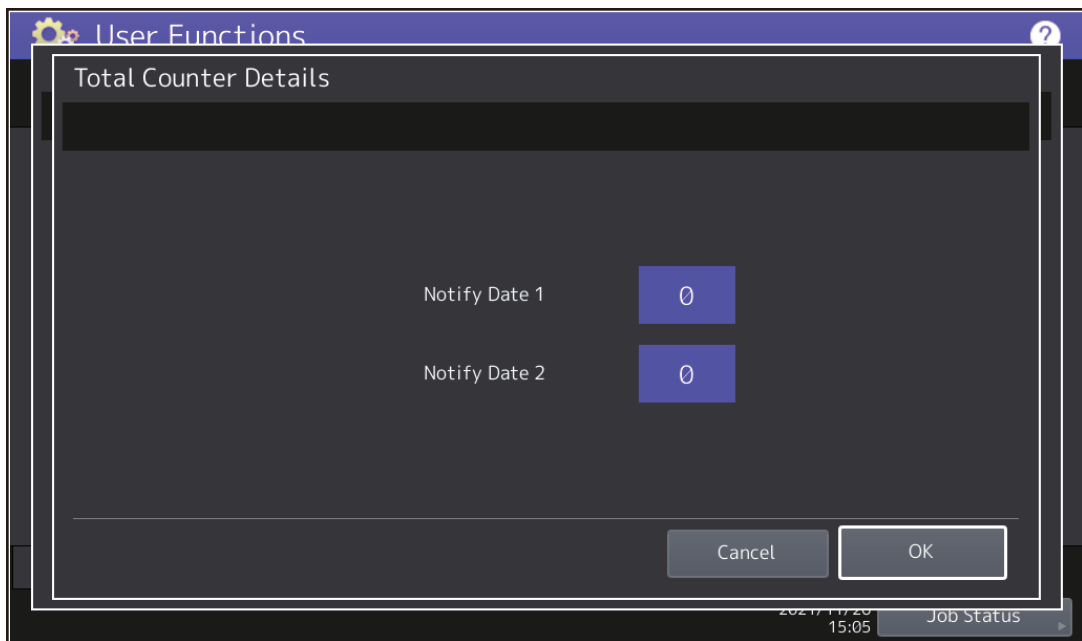 User Functions
?
Total Counter Details
Notify Date 1
0
Notify Date 2
0
Cancel
OK
15:05
Job Status